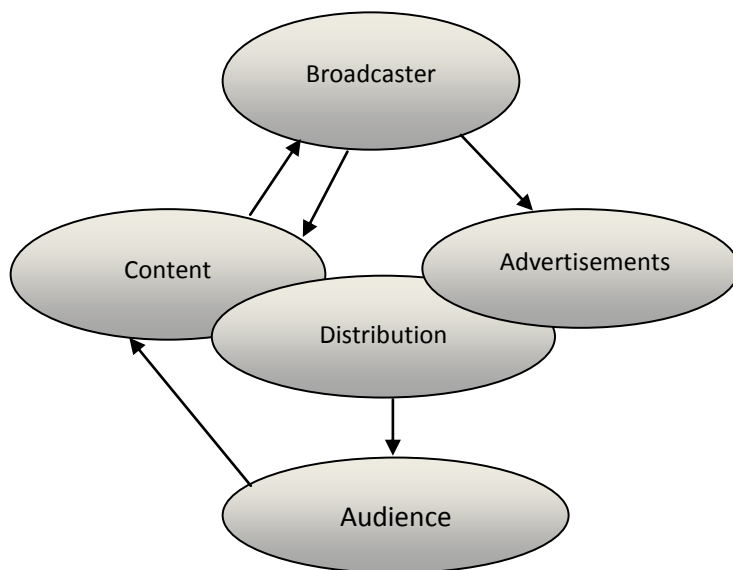 Broadcaster
Content
Advertisements
Distribution
Audience